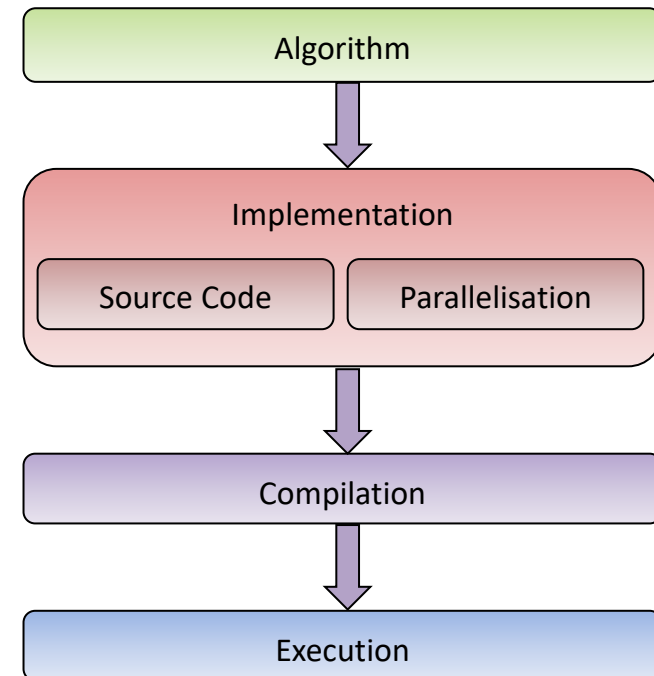 Algorithm
Implementation
Source Code
Parallelisation
Compilation
Execution